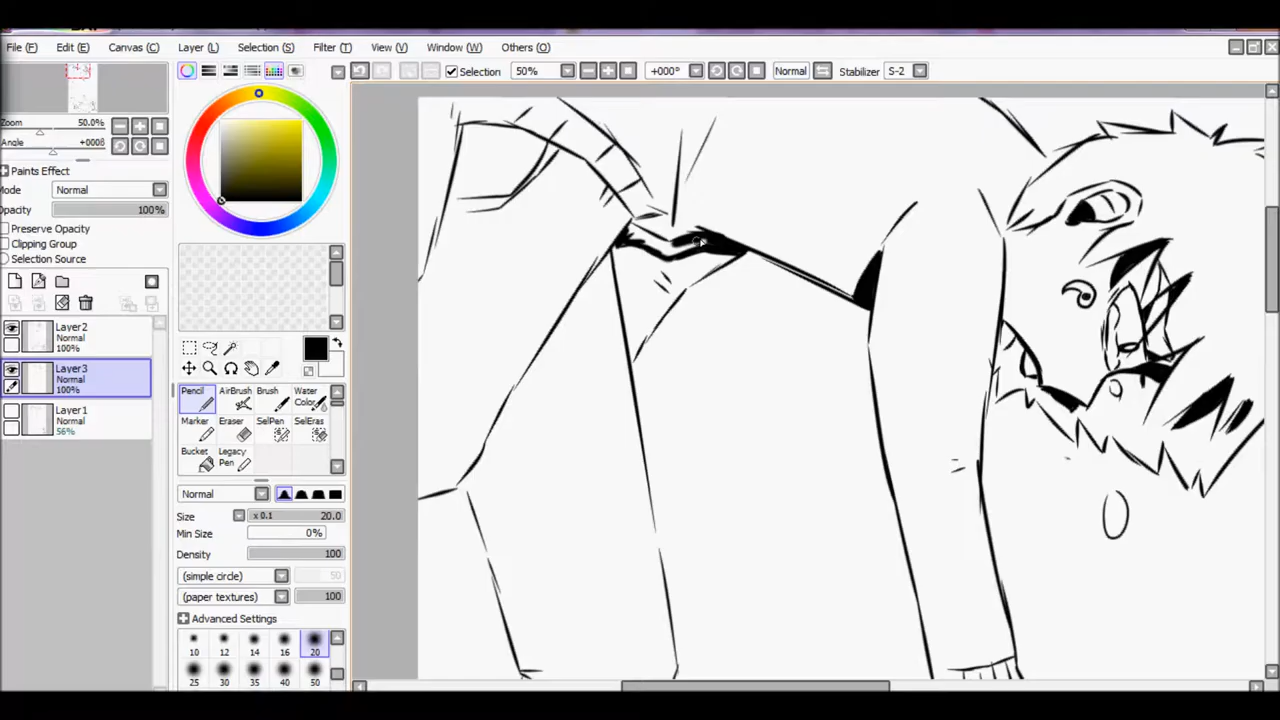 File (F) Edit (E) Canvas (C) Layer (L) Selection (S) Filter (T) View (V) Window (W) Others (O)
Selection 50% +000° Normal Stabilizer S-2
Zoom 50.0%
Angle +000θ
Paints Effect
Mode Normal
Opacity 100%
Preserve Opacity
Clipping Group
Selection Source
Layer2
Normal
100%
Layer3
Normal
100%
Layer1
Normal
56%
Pencil AirBrush Brush Water Color
Marker Eraser SelPen SelEras
Bucket Legacy Pen
Normal
Size x 0.1 20.0
Min Size 0%
Density 100
(simple circle) 50
(paper textures) 100
Advanced Settings
10 12 14 16 20
25 30 35 40 50